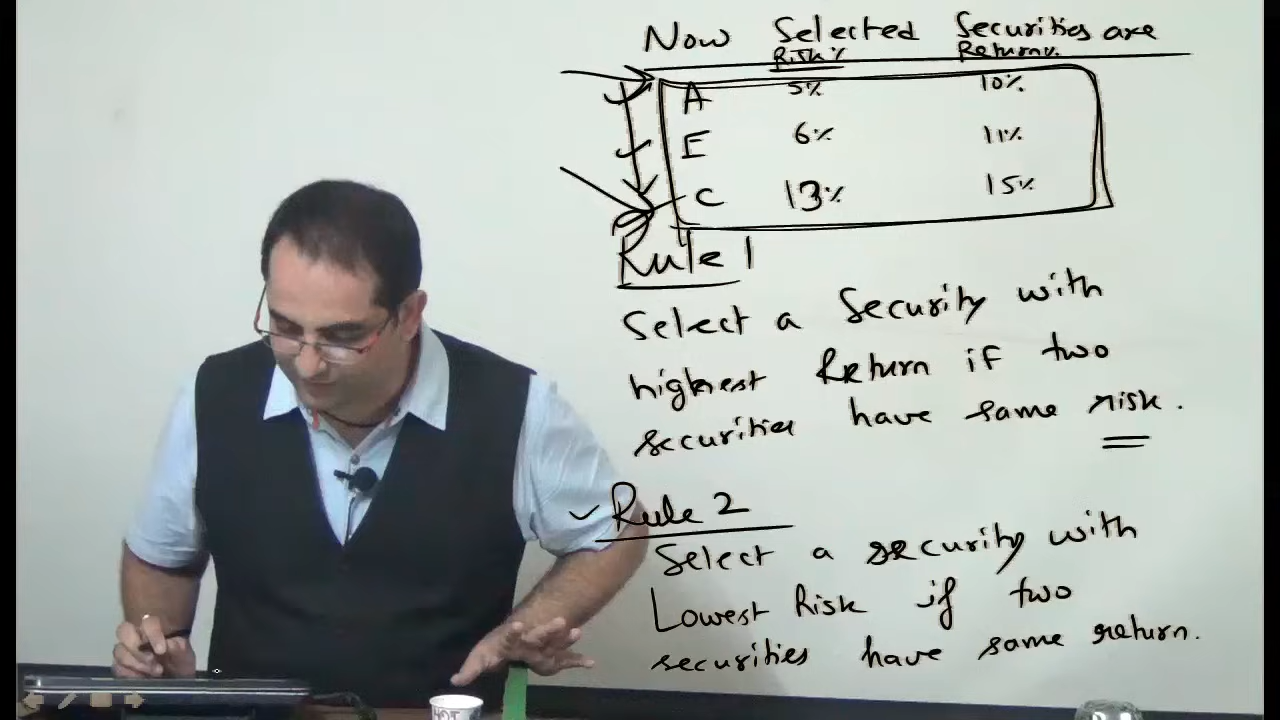 Now Selected Securities are
Risk% Return%
A 5% 10%
E 6% 11%
C 13% 15%
Rule 1
Select a Security with
highest Return if two
securities have same risk.
Rule 2
Select a security with
Lowest Risk if two
securities have same return.
HOT